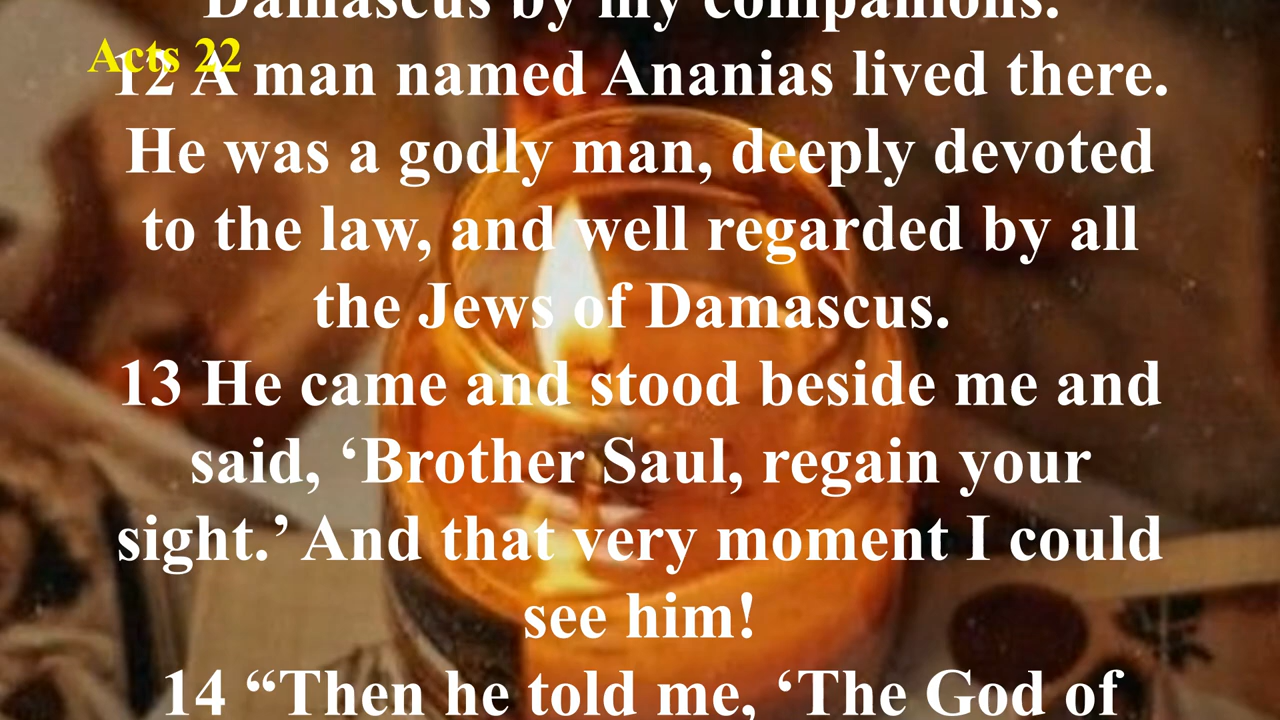 Damascus by my companions.
Acts 22
12 A man named Ananias lived there.
He was a godly man, deeply devoted
to the law, and well regarded by all
the Jews of Damascus.
13 He came and stood beside me and
said, ‘Brother Saul, regain your
sight.’ And that very moment I could
see him!
14 “Then he told me, ‘The God of